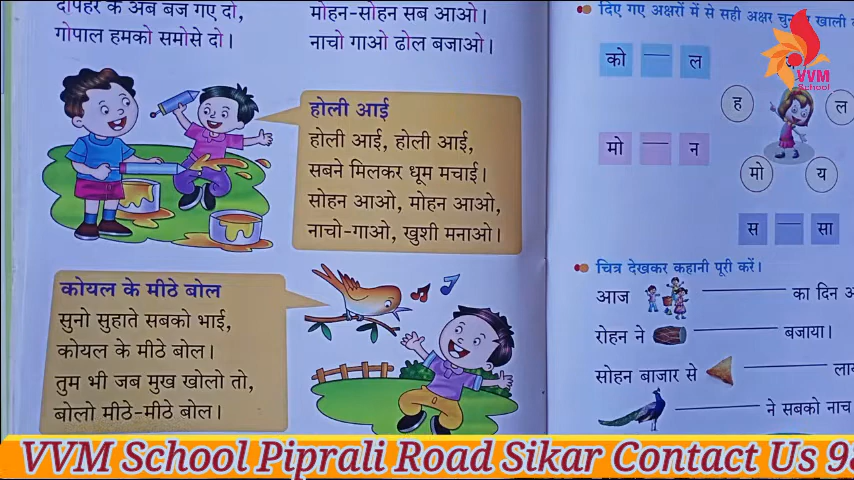 दोपहर के अब बज गए दो,
गोपाल हमको समोसे दो।
मोहन-सोहन सब आओ।
नाचो गाओ ढोल बजाओ।
होली आई
होली आई, होली आई,
सबने मिलकर धूम मचाई।
सोहन आओ, मोहन आओ,
नाचो-गाओ, खुशी मनाओ।
कोयल के मीठे बोल
सुनो सुहाते सबको भाई,
कोयल के मीठे बोल।
तुम भी जब मुख खोलो तो,
बोलो मीठे-मीठे बोल।
दिए गए अक्षरों में से सही अक्षर चुन खाली
को — ल
ह
ल
मो — न
मो
य
स — सा
चित्र देखकर कहानी पूरी करें।
आज ———— का दिन
रोहन ने ———— बजाया।
सोहन बाजार से ————
———— ने सबको नाच
VVM
School
VVM School Piprali Road Sikar Contact Us 9